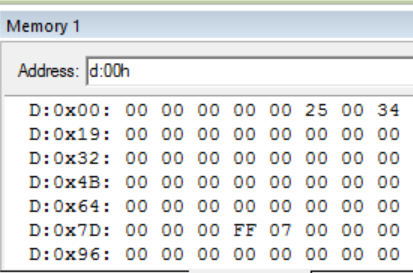 Memory 1
Address: d:00h
D:0x00: 00 00 00 00 00 25 00 34
D:0x19: 00 00 00 00 00 00 00 00
D:0x32: 00 00 00 00 00 00 00 00
D:0x4B: 00 00 00 00 00 00 00 00
D:0x64: 00 00 00 00 00 00 00 00
D:0x7D: 00 00 00 FF 07 00 00 00
D:0x96: 00 00 00 00 00 00 00 00